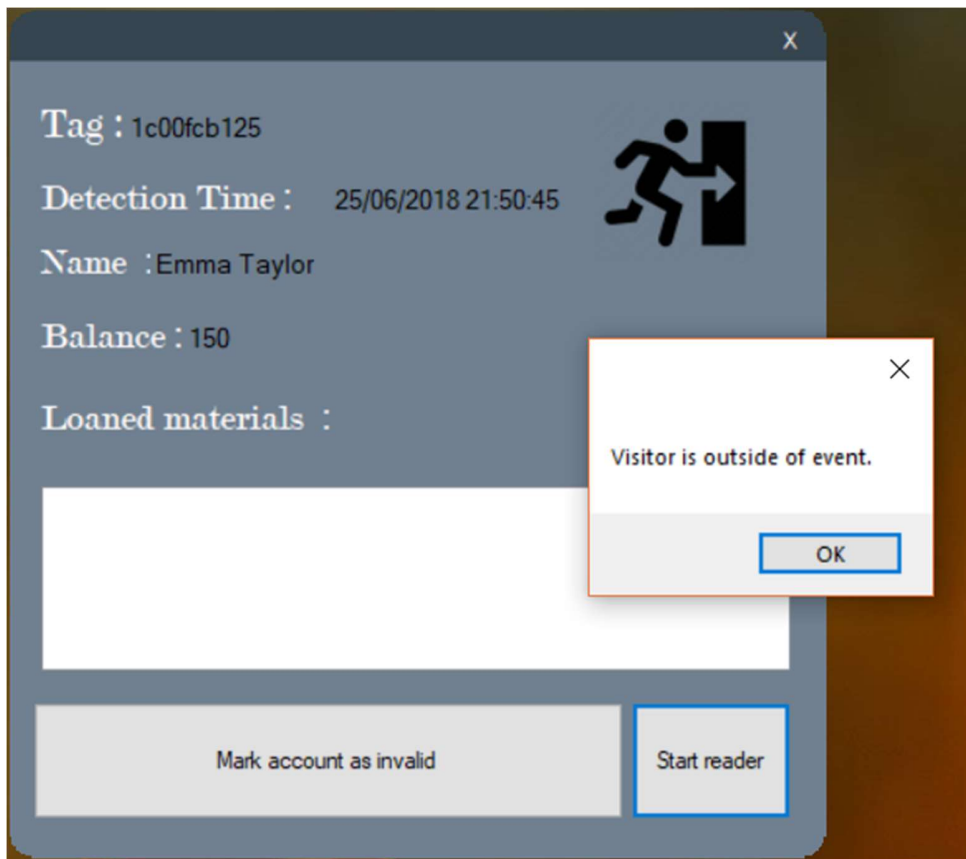 X
Tag : 1c00fcb125
Detection Time : 25/06/2018 21:50:45
Name :Emma Taylor
Balance : 150
Loaned materials :
Visitor is outside of event.
OK
Mark account as invalid
Start reader